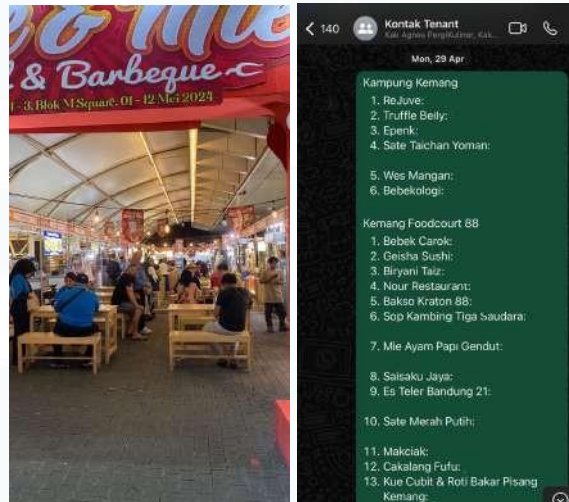 & Barbeque
Blok M Square. 01 - 12 Mei 2024
140
Kontak Tenant
Kak Agnes PergiKuliner, Kak...
Mon, 29 Apr
Kampung Kemang
1. ReJuve:
2. Truffle Belly:
3. Epenk:
4. Sate Taichan Yoman:
5. Wes Mangan:
6. Bebekologi:
Kemang Foodcourt 88
1. Bebek Carok:
2. Geisha Sushi:
3. Biryani Taiz:
4. Nour Restaurant:
5. Bakso Kraton 88:
6. Sop Kambing Tiga Saudara:
7. Mie Ayam Papi Gendut:
8. Saisaku Jaya:
9. Es Teler Bandung 21:
10. Sate Merah Putih:
11. Makciak:
12. Cakalang Fufu:
13. Kue Cubit & Roti Bakar Pisang
Kemang: